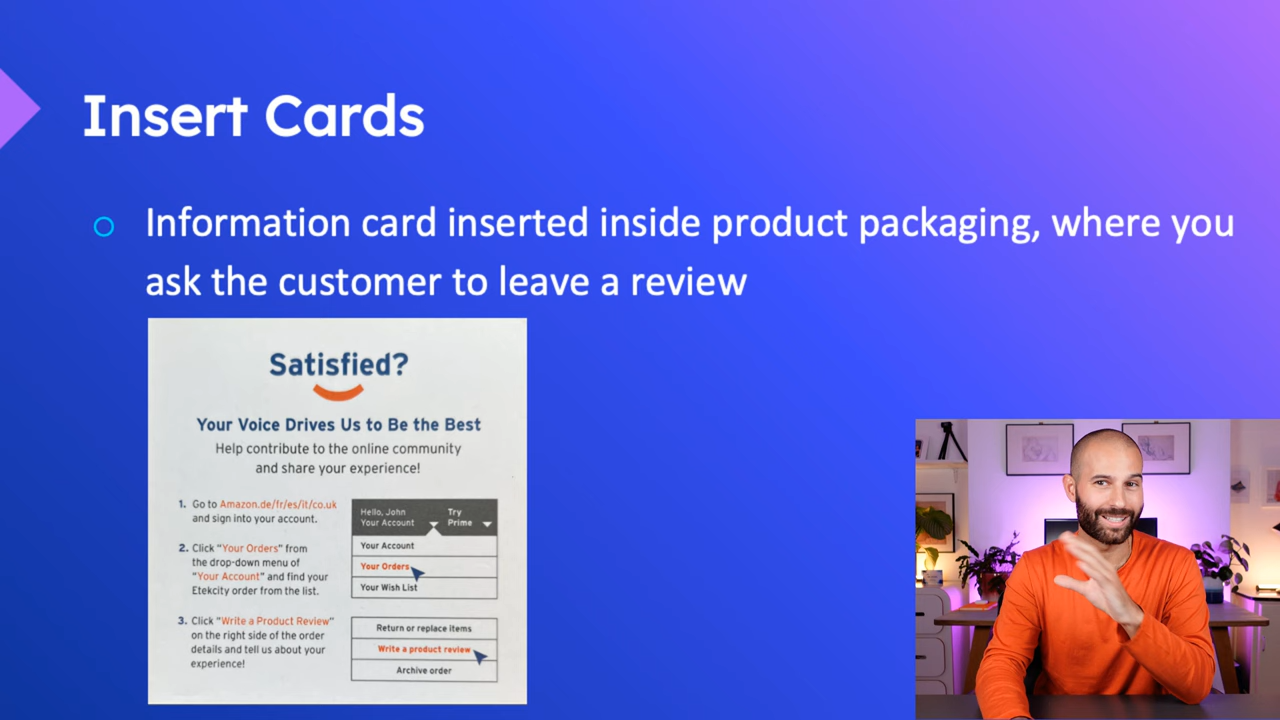 Insert Cards
Information card inserted inside product packaging, where you
ask the customer to leave a review
Satisfied?
Your Voice Drives Us to Be the Best
Help contribute to the online community
and share your experience!
1. Go to Amazon.de/fr/es/it/co.uk
and sign into your account.
2. Click "Your Orders" from
the drop-down menu of
"Your Account" and find your
Etekcity order from the list.
3. Click "Write a Product Review"
on the right side of the order
details and tell us about your
experience!
Hello, John
Your Account
Try
Prime
Your Account
Your Orders
Your Wish List
Return or replace items
Write a product review
Archive order